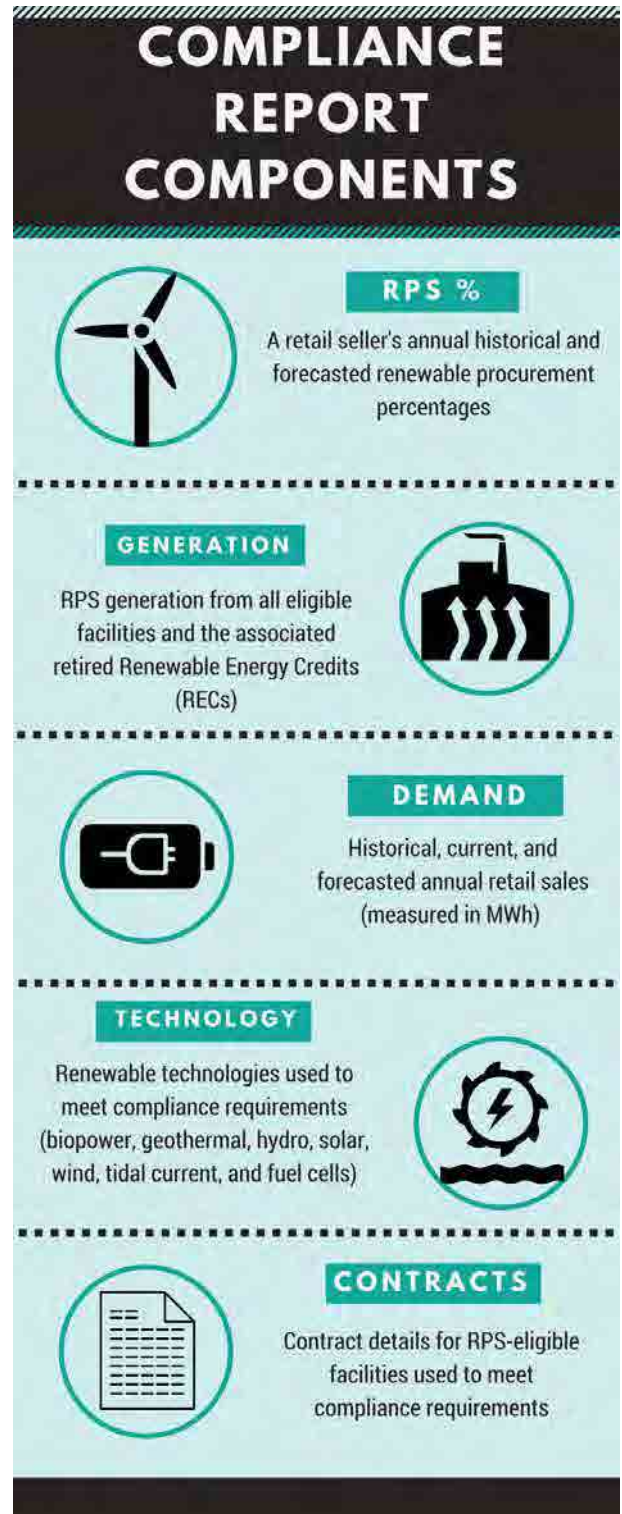 COMPLIANCE
REPORT
COMPONENTS
RPS %
A retail seller's annual historical and
forecasted renewable procurement
percentages
GENERATION
RPS generation from all eligible
facilities and the associated
retired Renewable Energy Credits
(RECs)
DEMAND
Historical, current, and
forecasted annual retail sales
(measured in MWh)
TECHNOLOGY
Renewable technologies used to
meet compliance requirements
(biopower, geothermal, hydro, solar,
wind, tidal current, and fuel cells)
CONTRACTS
Contract details for RPS-eligible
facilities used to meet
compliance requirements